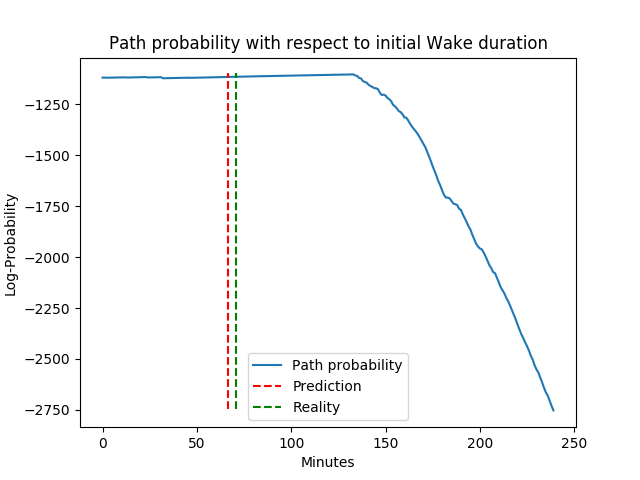 Path probability with respect to initial Wake duration
Log-Probability
−1250
−1500
−1750
−2000
−2250
−2500
−2750
Path probability
Prediction
Reality
0 50 100 150 200 250
Minutes